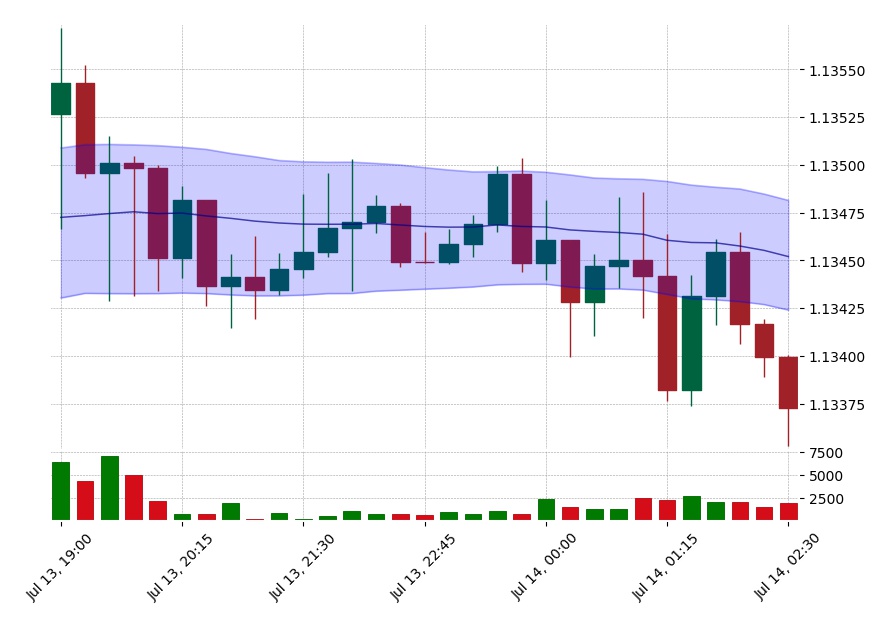 1.13550
1.13525
1.13500
1.13475
1.13450
1.13425
1.13400
1.13375
7500
5000
2500
Jul 13, 19:00
Jul 13, 20:15
Jul 13, 21:30
Jul 13, 22:45
Jul 14, 00:00
Jul 14, 01:15
Jul 14, 02:30